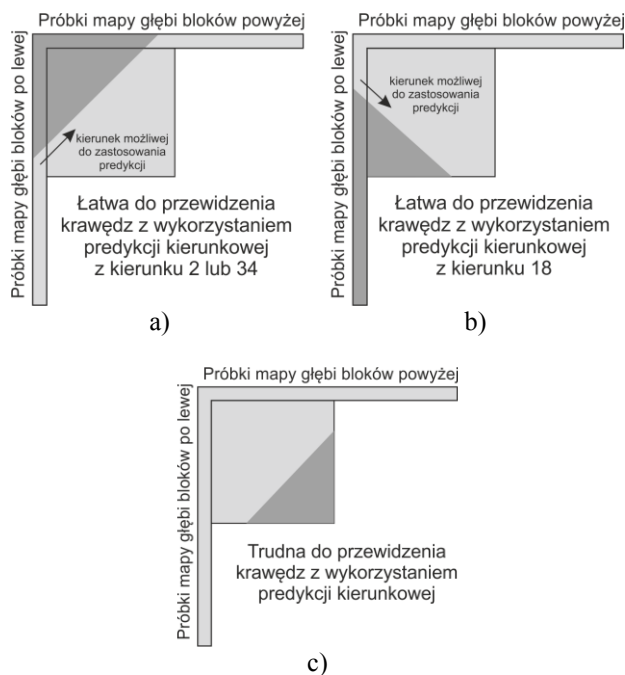 Próbki mapy głębi bloków powyżej
Próbki mapy głębi bloków po lewej
kierunek możliwej
do zastosowania
predykcji
Łatwa do przewidzenia
krawędz z wykorzystaniem
predykcji kierunkowej
z kierunku 2 lub 34
a)
Próbki mapy głębi bloków powyżej
Próbki mapy głębi bloków po lewej
kierunek możliwej
do zastosowania
predykcji
Łatwa do przewidzenia
krawędz z wykorzystaniem
predykcji kierunkowej
z kierunku 18
b)
Próbki mapy głębi bloków powyżej
Próbki mapy głębi bloków po lewej
Trudna do przewidzenia
krawędz z wykorzystaniem
predykcji kierunkowej
c)